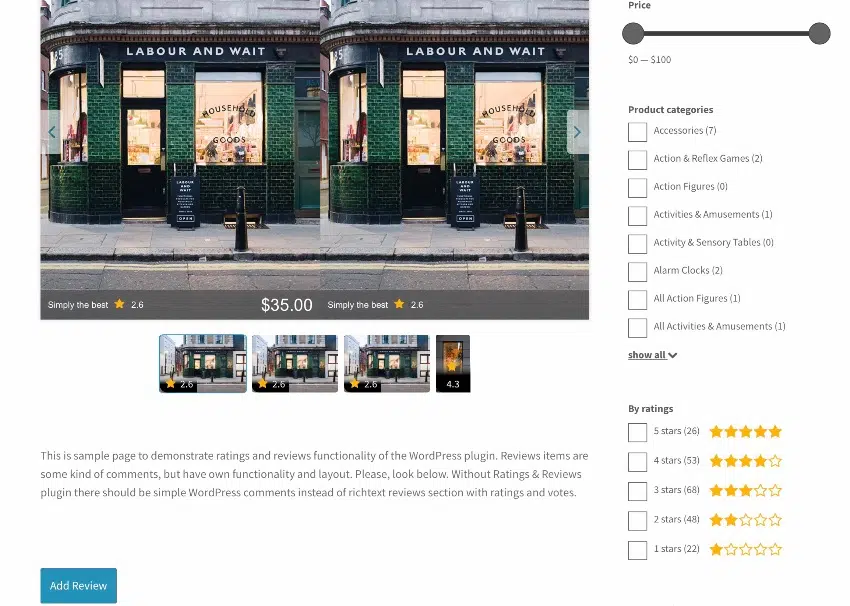 LABOUR AND WAIT
LABOUR AND WAIT
HOUSEHOLD
GOODS
HOUSEHOLD
GOODS
LABOUR
AND
WAIT
OPEN
LABOUR
AND
WAIT
OPEN
Simply the best 2.6 $35.00 Simply the best 2.6
2.6 2.6 2.6 4.3
This is sample page to demonstrate ratings and reviews functionality of the WordPress plugin. Reviews items are
some kind of comments, but have own functionality and layout. Please, look below. Without Ratings & Reviews
plugin there should be simple WordPress comments instead of richtext reviews section with ratings and votes.
Add Review
Price
$0 — $100
Product categories
Accessories (7)
Action & Reflex Games (2)
Action Figures (0)
Activities & Amusements (1)
Activity & Sensory Tables (0)
Alarm Clocks (2)
All Action Figures (1)
All Activities & Amusements (1)
show all
By ratings
5 stars (26)
4 stars (53)
3 stars (68)
2 stars (48)
1 stars (22)